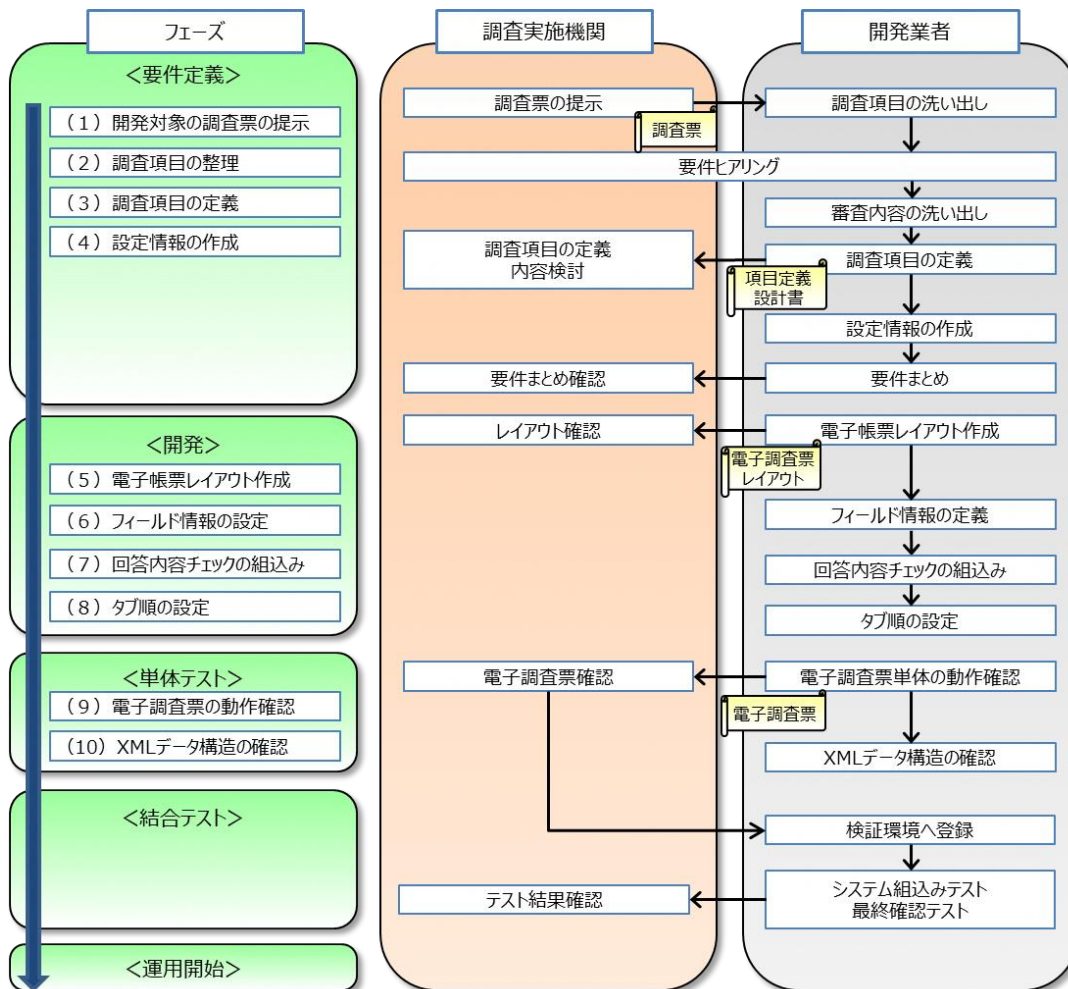 フェーズ
調査実施機関
開発業者
＜要件定義＞
（1）開発対象の調査票の提示
（2）調査項目の整理
（3）調査項目の定義
（4）設定情報の作成
調査票の提示
調査項目の洗い出し
調査票
要件ヒアリング
審査内容の洗い出し
調査項目の定義
内容検討
調査項目の定義
項目定義
設計書
設定情報の作成
要件まとめ確認
要件まとめ
＜開発＞
（5）電子帳票レイアウト作成
（6）フィールド情報の設定
（7）回答内容チェックの組込み
（8）タブ順の設定
レイアウト確認
電子帳票レイアウト作成
電子調査票
レイアウト
フィールド情報の定義
回答内容チェックの組込み
タブ順の設定
＜単体テスト＞
（9）電子調査票の動作確認
（10）XMLデータ構造の確認
電子調査票確認
電子調査票単体の動作確認
電子調査票
XMLデータ構造の確認
＜結合テスト＞
検証環境へ登録
テスト結果確認
システム組込みテスト
最終確認テスト
＜運用開始＞